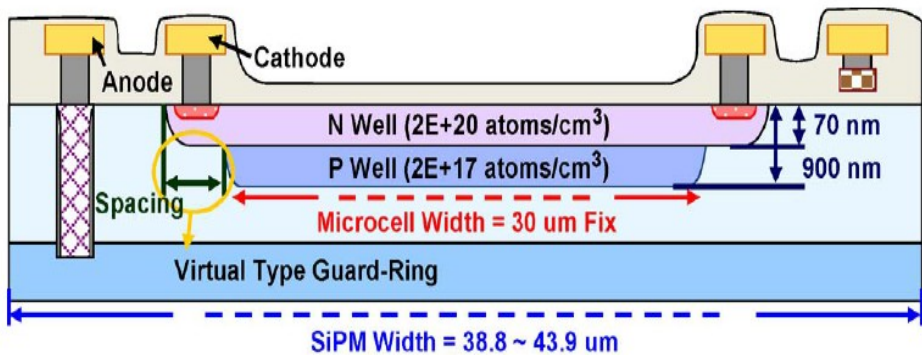 Cathode
Anode
N Well (2E+20 atoms/cm³)
70 nm
P Well (2E+17 atoms/cm³)
900 nm
Spacing
Microcell Width = 30 um Fix
Virtual Type Guard-Ring
SiPM Width = 38.8 ~ 43.9 um